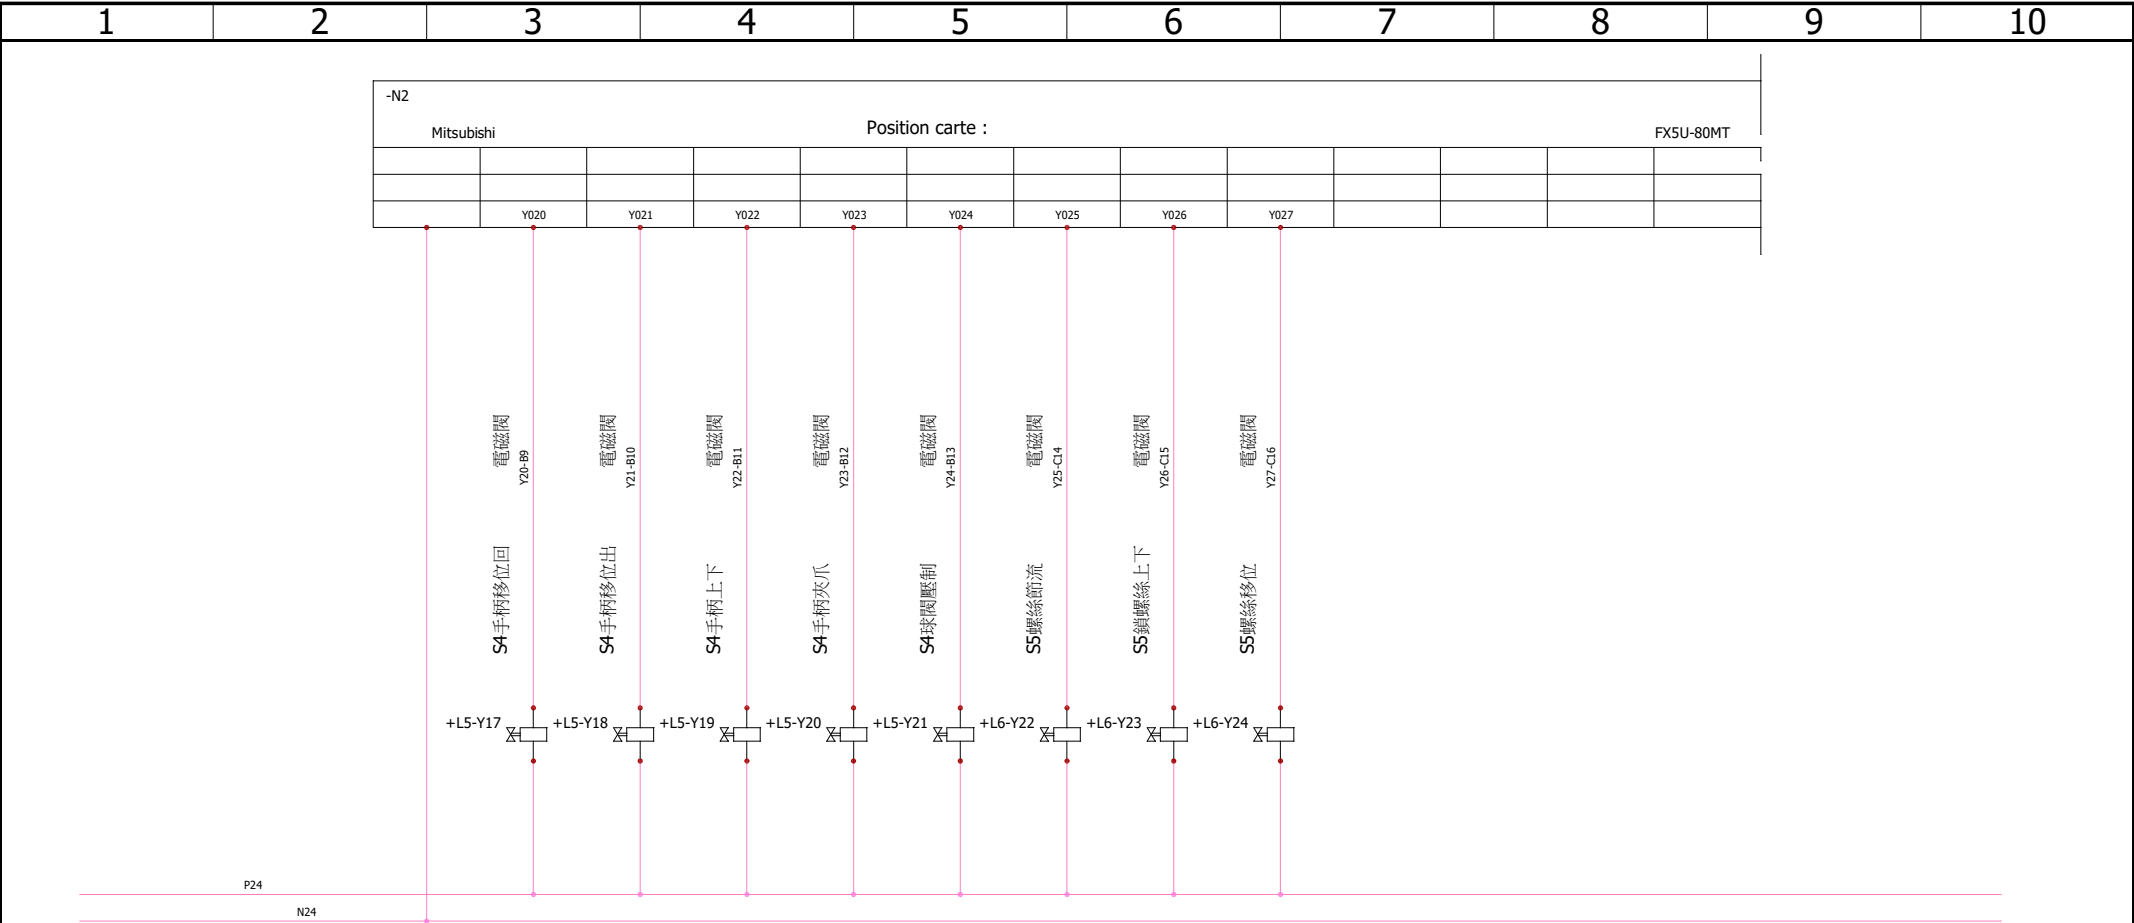 1 2 3 4 5 6 7 8 9 10
-N2
Mitsubishi Position carte : FX5U-80MT
Y020 Y021 Y022 Y023 Y024 Y025 Y026 Y027
S4手柄移位回 電磁閥
Y20-B9
S4手柄移位出 電磁閥
Y21-B10
S4手柄上下 電磁閥
Y22-B11
S4手柄夾爪 電磁閥
Y23-B12
S4球閥壓制 電磁閥
Y24-B13
S5螺絲節流 電磁閥
Y25-C14
S5鎖螺絲上下 電磁閥
Y26-C15
S5螺絲移位 電磁閥
Y27-C16
+L5-Y17 +L5-Y18 +L5-Y19 +L5-Y20 +L5-Y21 +L6-Y22 +L6-Y23 +L6-Y24
P24
N24